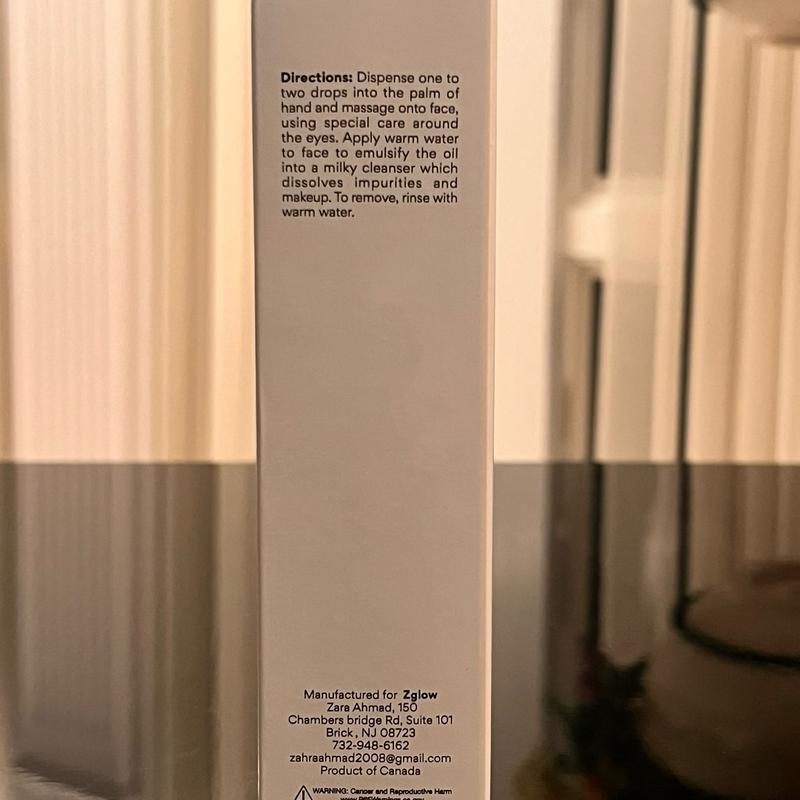 Directions: Dispense one to
two drops into the palm of
hand and massage onto face,
using special care around
the eyes. Apply warm water
to face to emulsify the oil
into a milky cleanser which
dissolves impurities and
makeup. To remove, rinse with
warm water.
Manufactured for Zglow
Zara Ahmad, 150
Chambers bridge Rd, Suite 101
Brick, NJ 08723
732-948-6162
zahraahmad2008@gmail.com
Product of Canada
WARNING: Cancer and Reproductive Harm